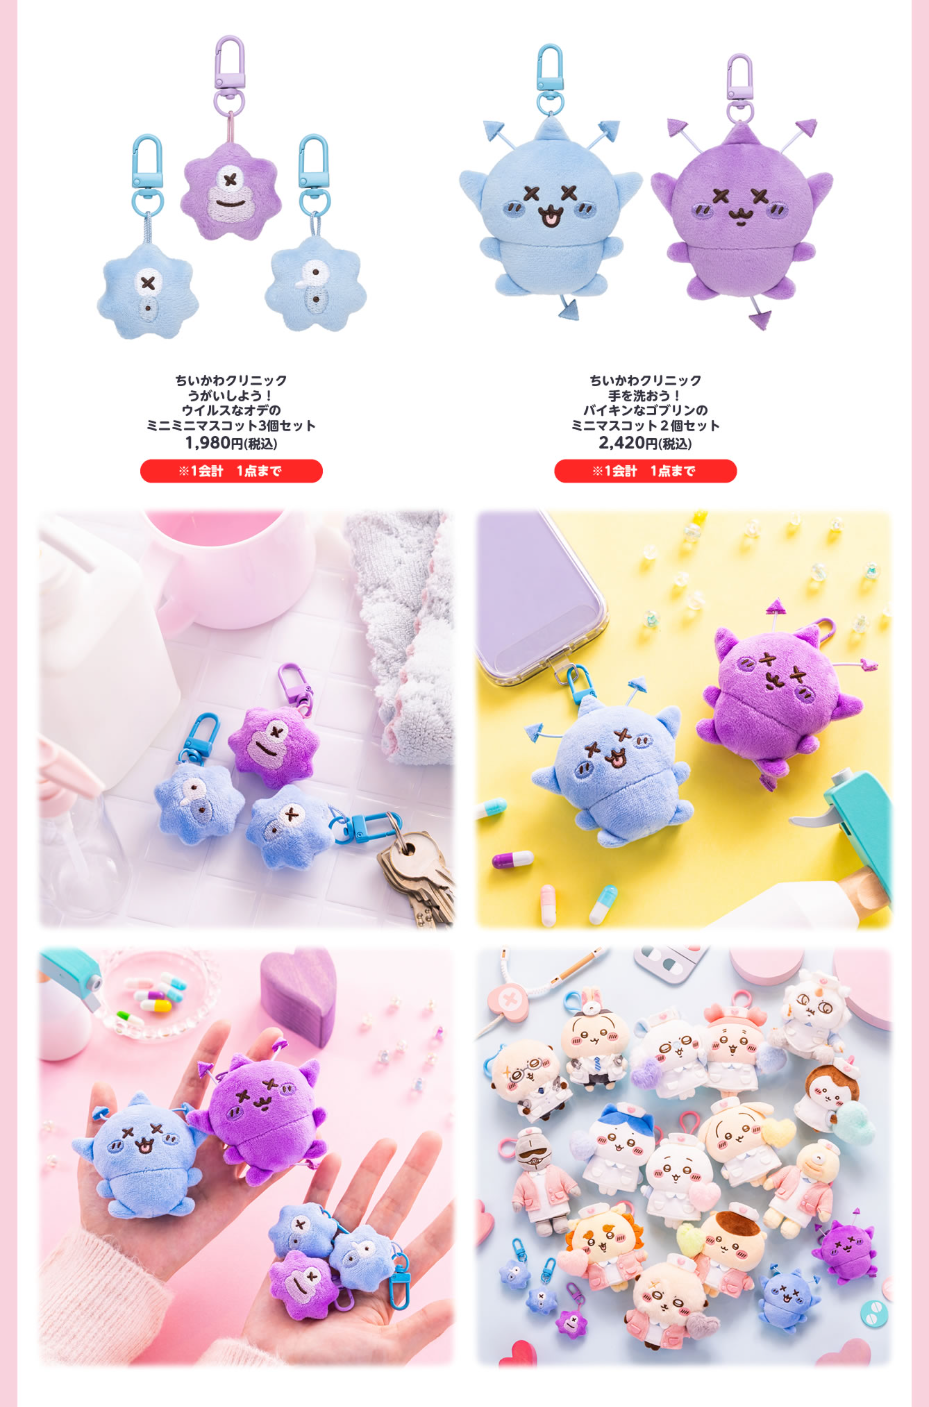 ちいかわクリニック
うがいしよう！
ウイルスなオデの
ミニミニマスコット3個セット
1,980円(税込)
※1会計　1点まで
ちいかわクリニック
手を洗おう！
バイキンなゴブリンの
ミニマスコット２個セット
2,420円(税込)
※1会計　1点まで